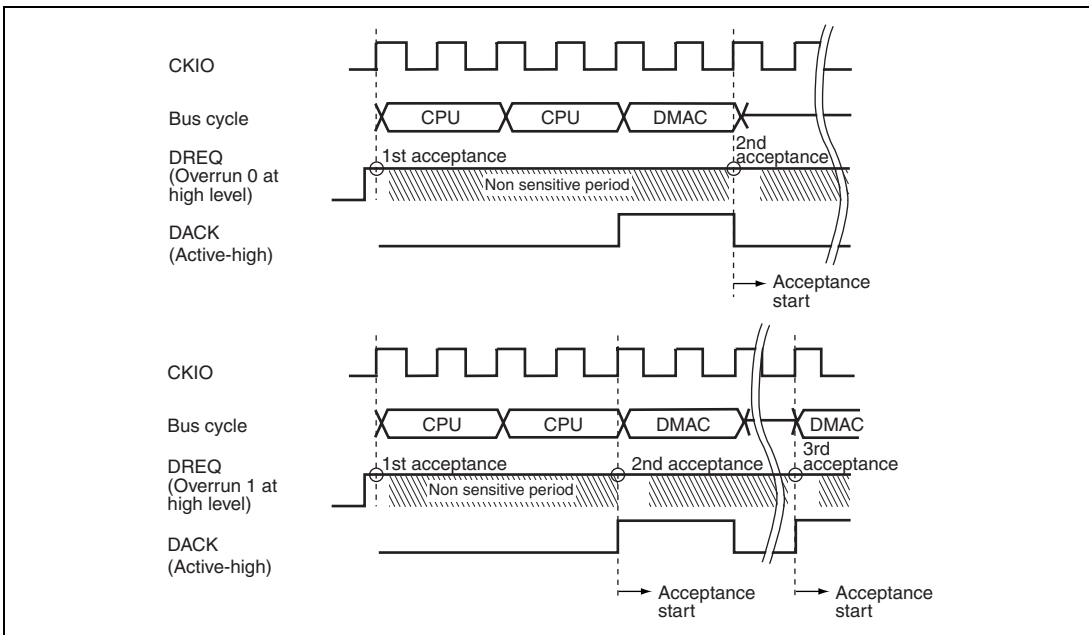 CKIO
Bus cycle
CPU
CPU
DMAC
DREQ
(Overrun 0 at
high level)
1st acceptance
2nd
acceptance
Non sensitive period
DACK
(Active-high)
Acceptance
start
CKIO
Bus cycle
CPU
CPU
DMAC
DMAC
DREQ
(Overrun 1 at
high level)
1st acceptance
2nd acceptance
3rd
acceptance
Non sensitive period
DACK
(Active-high)
Acceptance
start
Acceptance
start